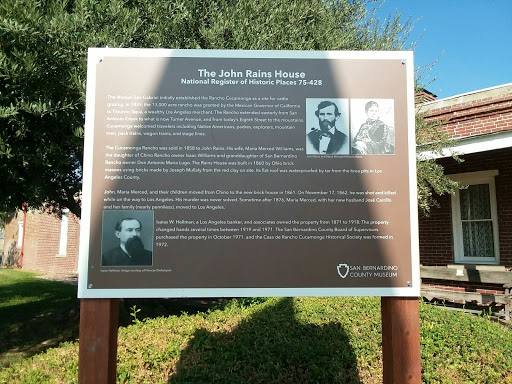 The John Rains House
National Register of Historic Places 75-428
The Mission San Gabriel initially established the Rancho Cucamonga as a site for cattle
grazing. In 1839, the 13,000 acre rancho was granted by the Mexican Governor of California
to Tiburcio Tapia, a wealthy Los Angeles merchant. The Rancho extended easterly from San
Antonio Creek to what is now Turner Avenue, and from today's Eighth Street to the mountains.
Cucamonga welcomed travelers including Native Americans, padres, explorers, mountain
men, pack trains, wagon trains, and stage lines.
The Cucamonga Rancho was sold in 1858 to John Rains. His wife, Maria Merced Williams, was
the daughter of Chino Rancho owner Isaac Williams and granddaughter of San Bernardino
Rancho owner Don Antonio Maria Lugo. The Rains House was built in 1860 by Ohio brick
masons using bricks made by Joseph Mullaly from the red clay on site. Its flat roof was waterproofed by tar from the brea pits in Los
Angeles County.
John, Maria Merced, and their children moved from Chino to the new brick house in 1861. On November 17, 1862, he was shot and killed
while on the way to Los Angeles. His murder was never solved. Sometime after 1876, Maria Merced, with her new husband José Carrillo
and her family (nearly penniless), moved to Los Angeles.
Isaias W. Hellman, a Los Angeles banker, and associates owned the property from 1871 to 1918. The property
changed hands several times between 1919 and 1971. The San Bernardino County Board of Supervisors
purchased the property in October 1971, and the Casa de Rancho Cucamonga Historical Society was formed in
1972.
SAN BERNARDINO
COUNTY MUSEUM